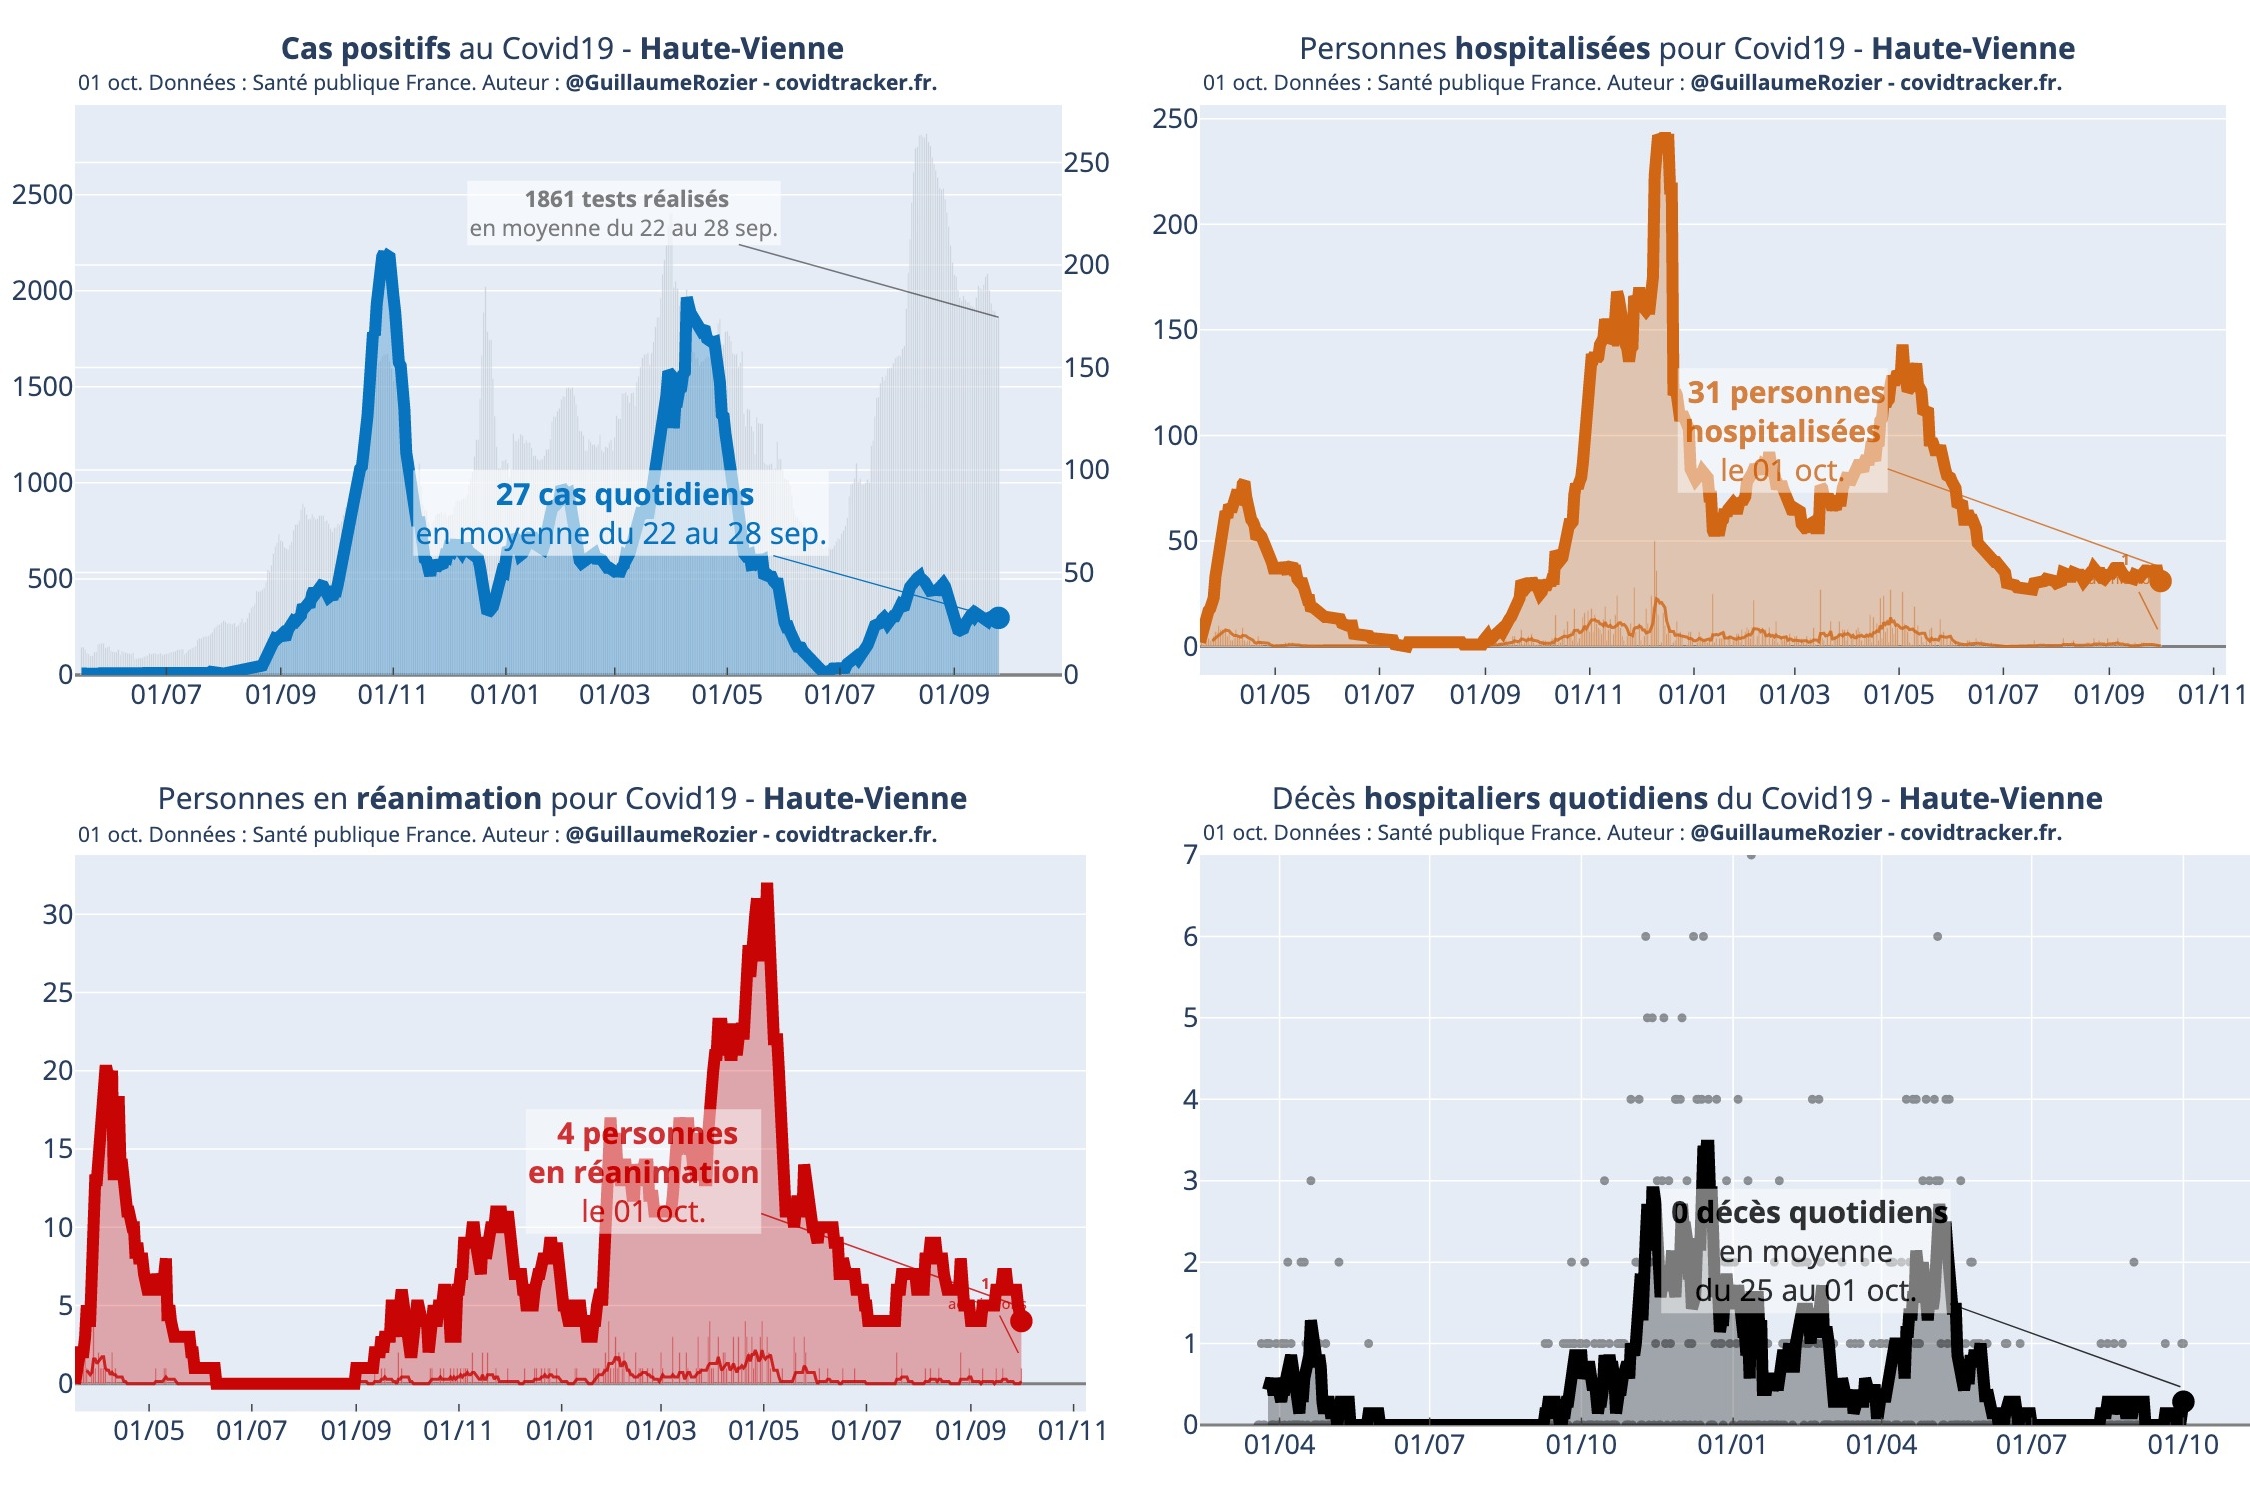 Cas positifs au Covid19 - Haute-Vienne
01 oct. Données : Santé publique France. Auteur : @GuillaumeRozier - covidtracker.fr.
2500
2000
1500
1000
500
0
250
200
150
100
50
0
1861 tests réalisés
en moyenne du 22 au 28 sep.
27 cas quotidiens
en moyenne du 22 au 28 sep.
01/07 01/09 01/11 01/01 01/03 01/05 01/07 01/09
Personnes hospitalisées pour Covid19 - Haute-Vienne
01 oct. Données : Santé publique France. Auteur : @GuillaumeRozier - covidtracker.fr.
250
200
150
100
50
0
31 personnes
hospitalisées
le 01 oct.
1
01/05 01/07 01/09 01/11 01/01 01/03 01/05 01/07 01/09 01/11
Personnes en réanimation pour Covid19 - Haute-Vienne
01 oct. Données : Santé publique France. Auteur : @GuillaumeRozier - covidtracker.fr.
30
25
20
15
10
5
0
4 personnes
en réanimation
le 01 oct.
1
01/05 01/07 01/09 01/11 01/01 01/03 01/05 01/07 01/09 01/11
Décès hospitaliers quotidiens du Covid19 - Haute-Vienne
01 oct. Données : Santé publique France. Auteur : @GuillaumeRozier - covidtracker.fr.
7
6
5
4
3
2
1
0
0 décès quotidiens
en moyenne
du 25 au 01 oct.
01/04 01/07 01/10 01/01 01/04 01/07 01/10